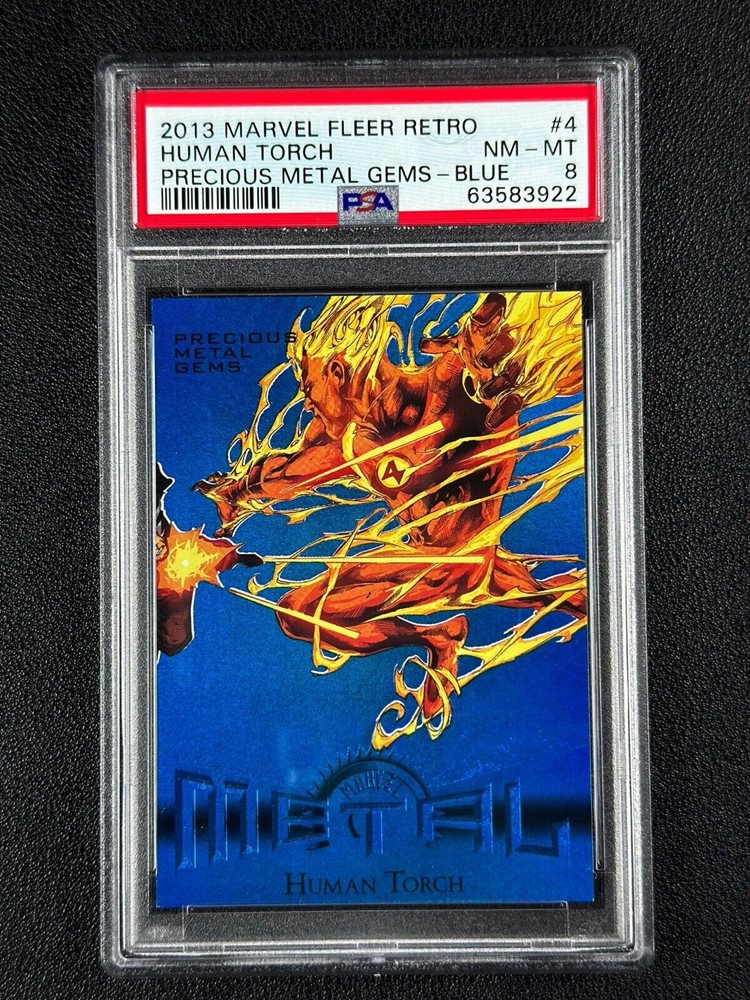 2013 MARVEL FLEER RETRO #4
HUMAN TORCH NM - MT
PRECIOUS METAL GEMS - BLUE 8
PSA 63583922
PRECIOUS
METAL
GEMS
4
MARVEL
METAL
HUMAN TORCH